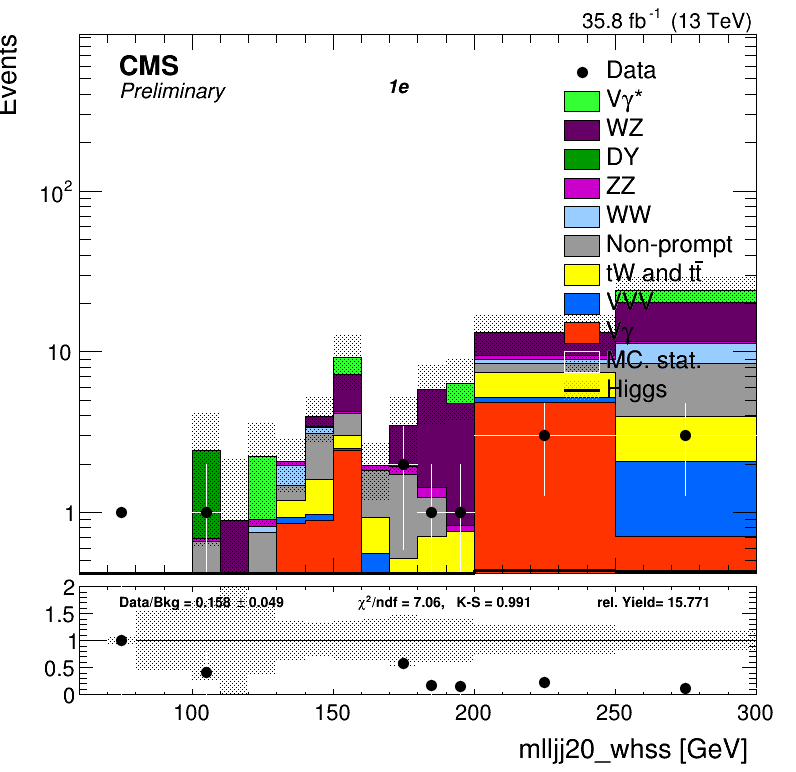 35.8 fb⁻¹ (13 TeV)
Events
CMS
Preliminary
1e
Data
Vγ*
WZ
DY
ZZ
WW
Non-prompt
tW and tt̄
VVV
Vγ
MC. stat.
Higgs
10²
10
1
2
1.5
1
0.5
0
Data/Bkg = 0.158 ± 0.049
χ²/ndf = 7.06, K-S = 0.991
rel. Yield= 15.771
100
150
200
250
300
mlljj20_whss [GeV]